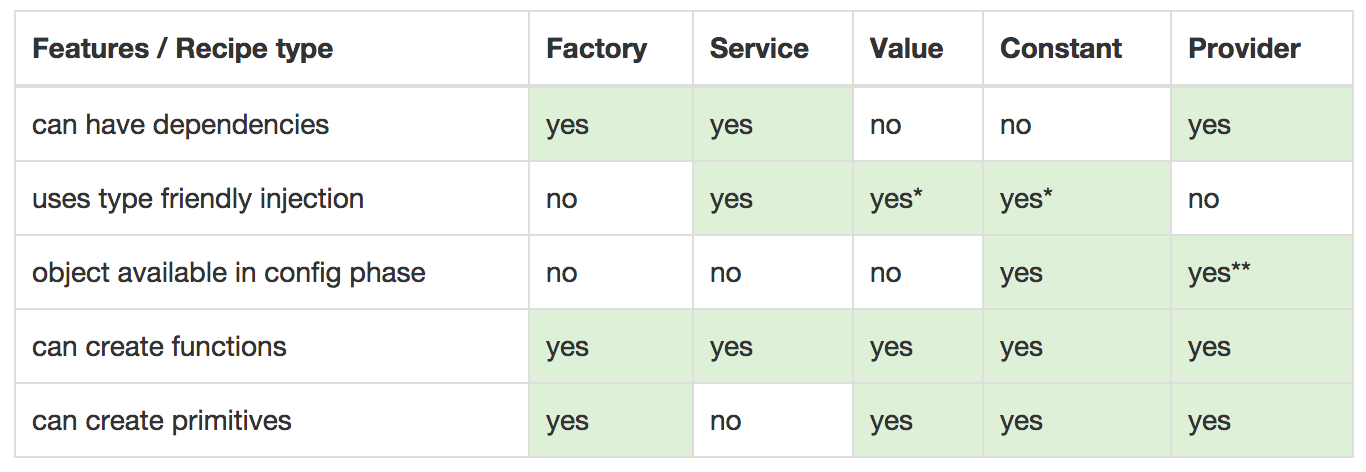 Features / Recipe type Factory Service Value Constant Provider
can have dependencies yes yes no no yes
uses type friendly injection no yes yes* yes* no
object available in config phase no no no yes yes**
can create functions yes yes yes yes yes
can create primitives yes no yes yes yes